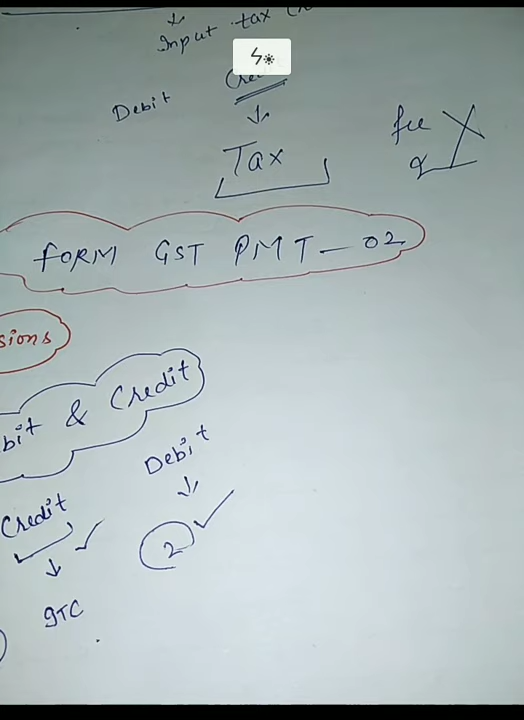 Input tax
Debit
Tax
fee
FORM GST PMT-02
sions
bit & Credit
Debit
Credit
2
ITC